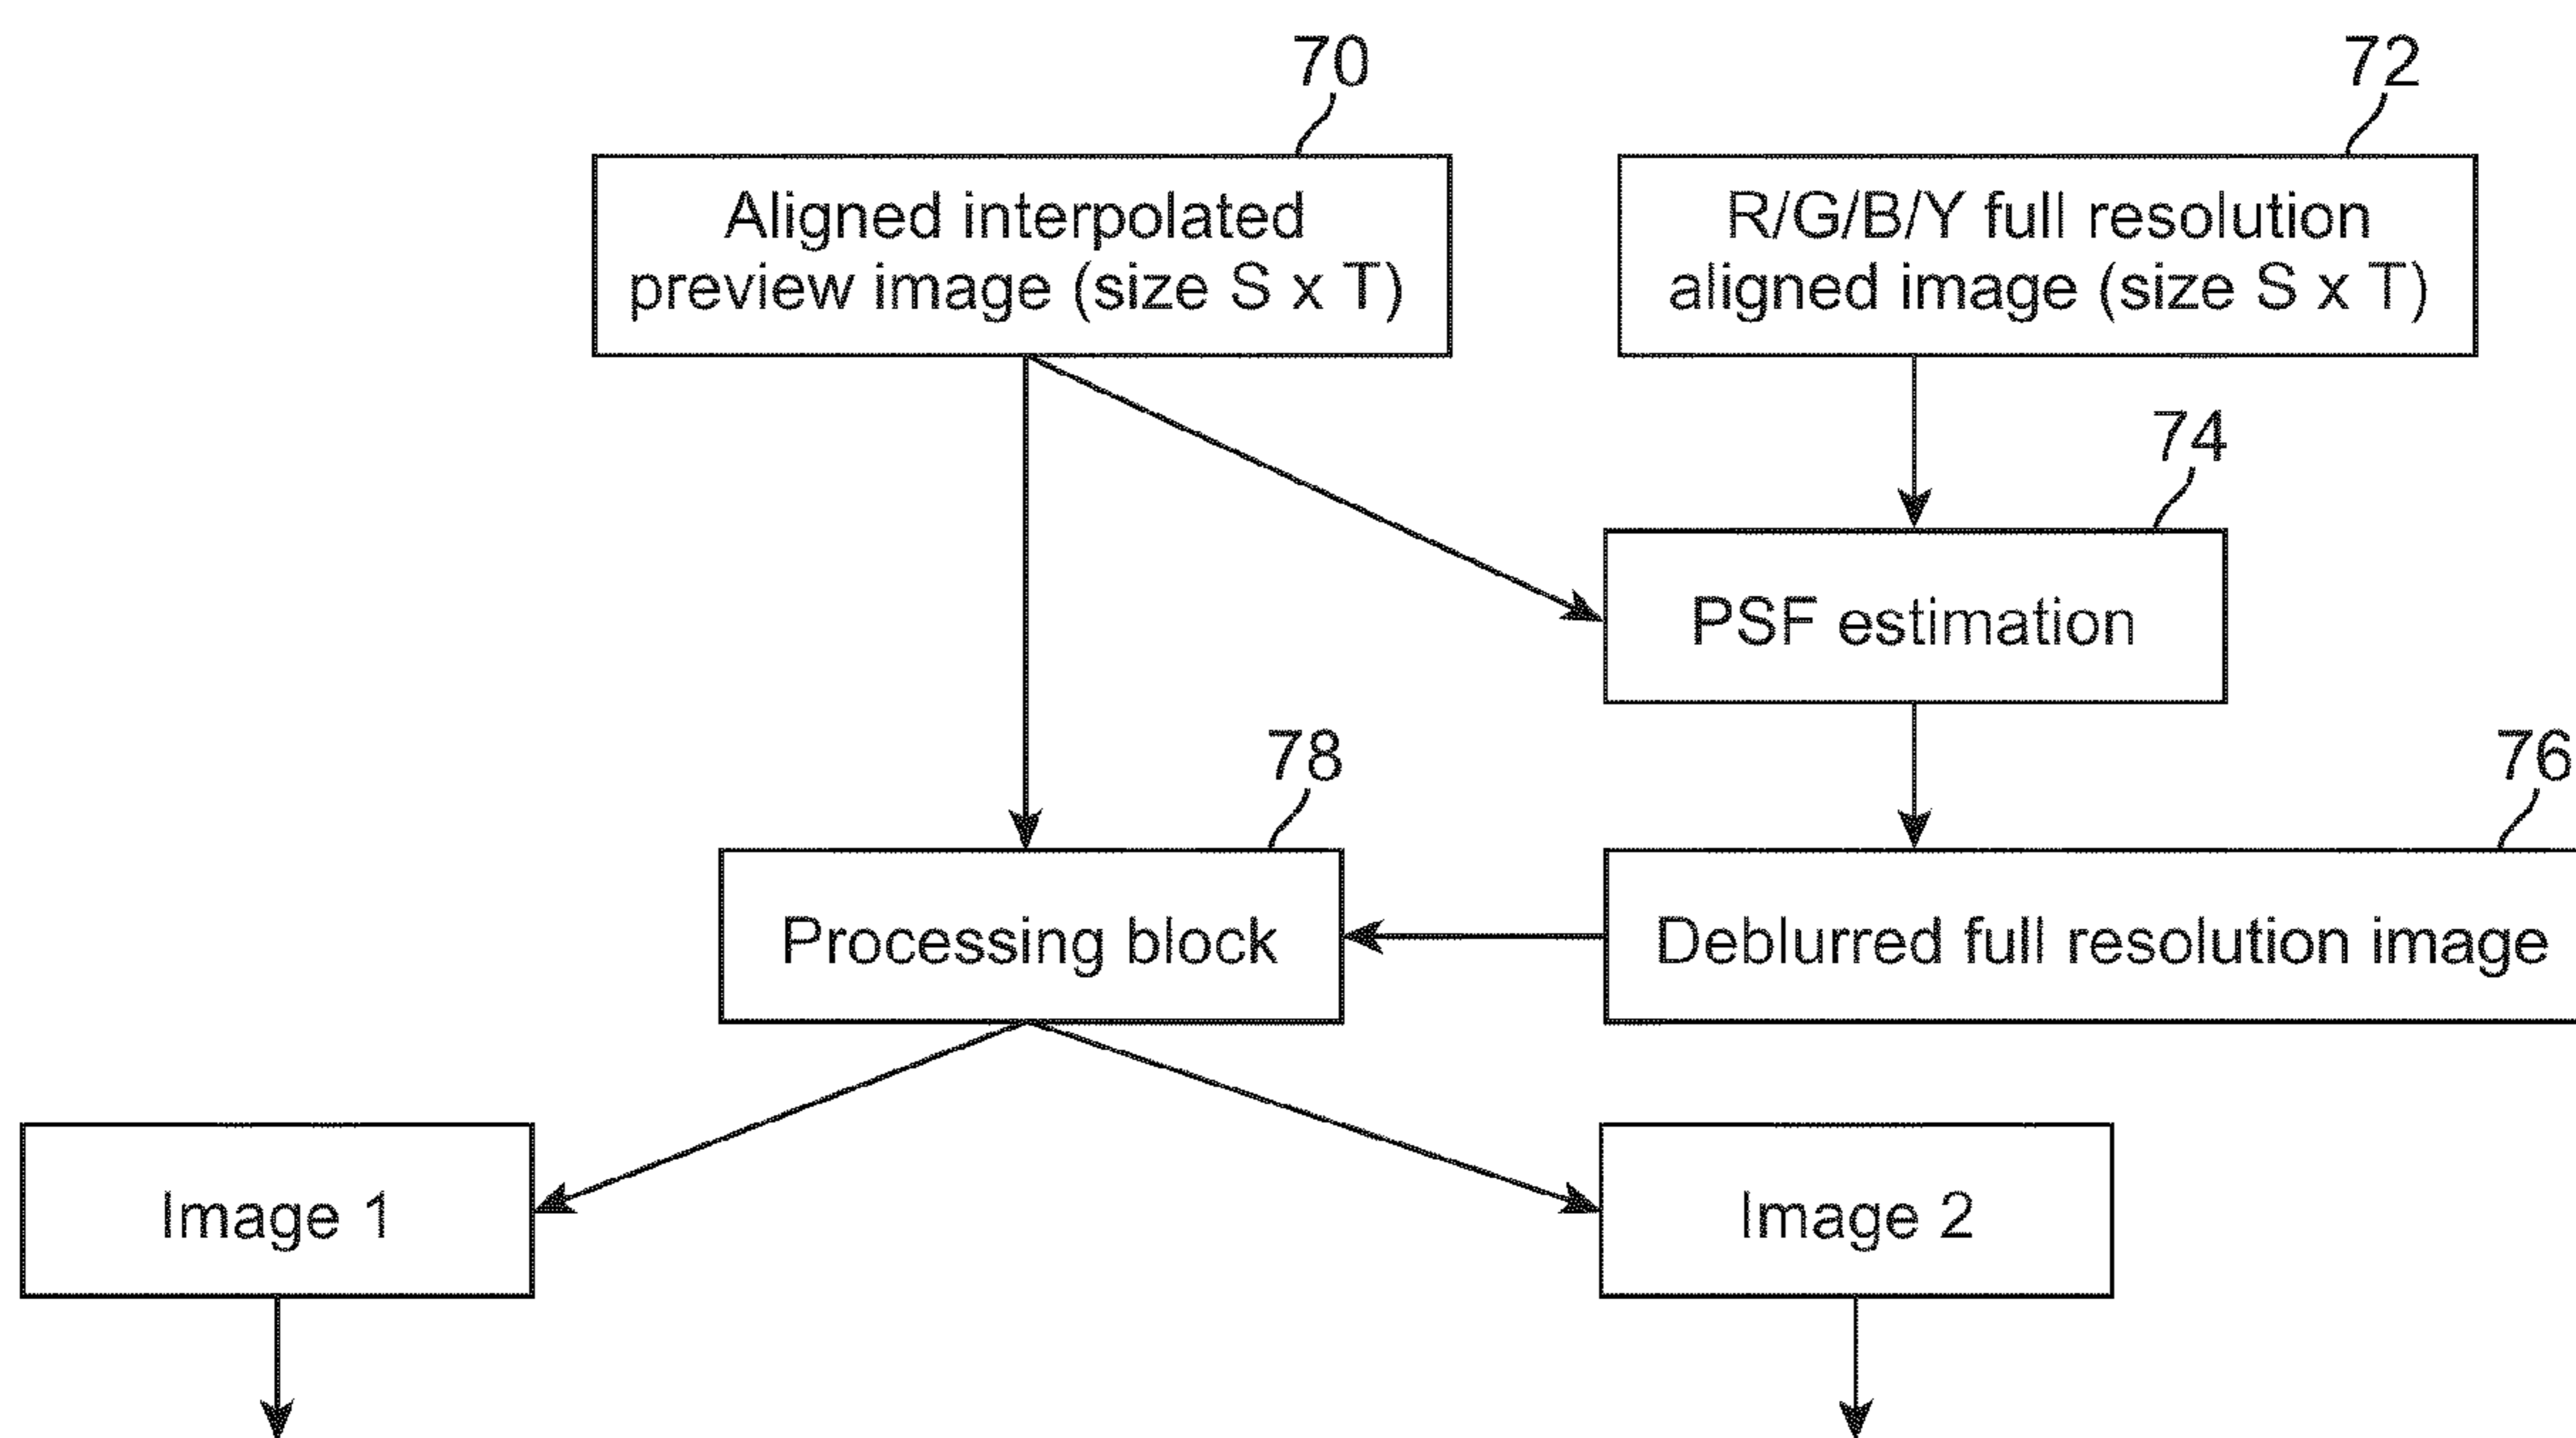 70
72
Aligned interpolated
preview image (size S x T)
R/G/B/Y full resolution
aligned image (size S x T)
74
PSF estimation
78
76
Processing block
Deblurred full resolution image
Image 1
Image 2